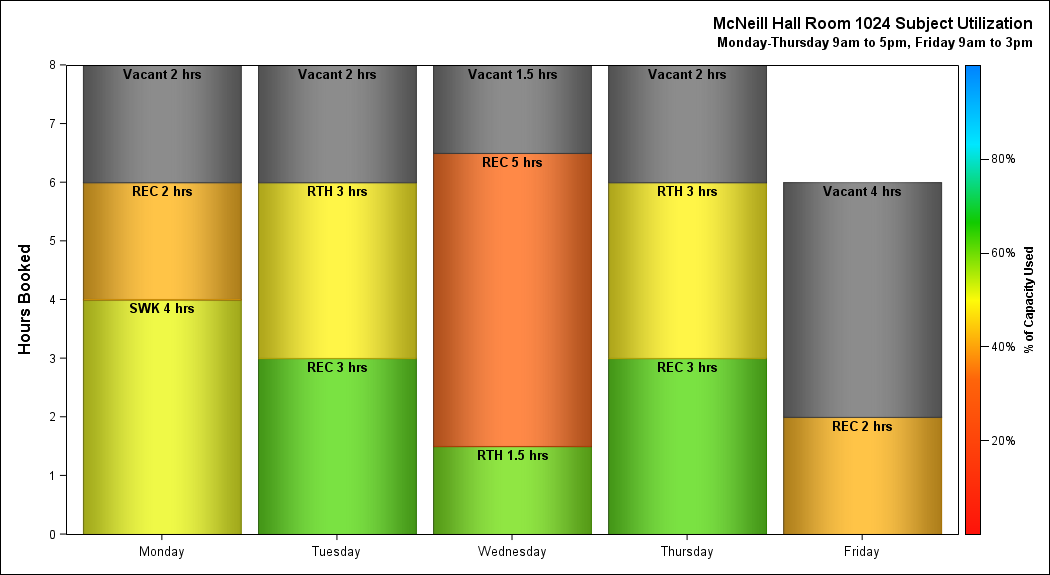 McNeill Hall Room 1024 Subject Utilization
Monday-Thursday 9am to 5pm, Friday 9am to 3pm
Hours Booked
8
7
6
5
4
3
2
1
0
Vacant 2 hrs
REC 2 hrs
SWK 4 hrs
Vacant 2 hrs
RTH 3 hrs
REC 3 hrs
Vacant 1.5 hrs
REC 5 hrs
RTH 1.5 hrs
Vacant 2 hrs
RTH 3 hrs
REC 3 hrs
Vacant 4 hrs
REC 2 hrs
Monday
Tuesday
Wednesday
Thursday
Friday
80%
60%
40%
20%
% of Capacity Used